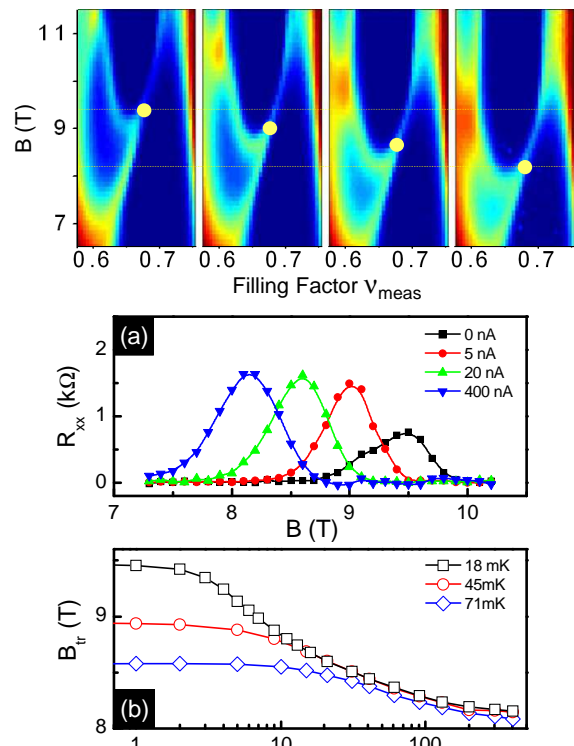 11
9
7
B (T)
0.6 0.7 0.6 0.7 0.6 0.7 0.6 0.7
Filling Factor ν_meas
(a)
0 nA
5 nA
20 nA
400 nA
2
1
0
R_xx (kΩ)
7 8 9 10
B (T)
18 mK
45mK
71mK
9
8
B_tr (T)
(b)
1 10 100